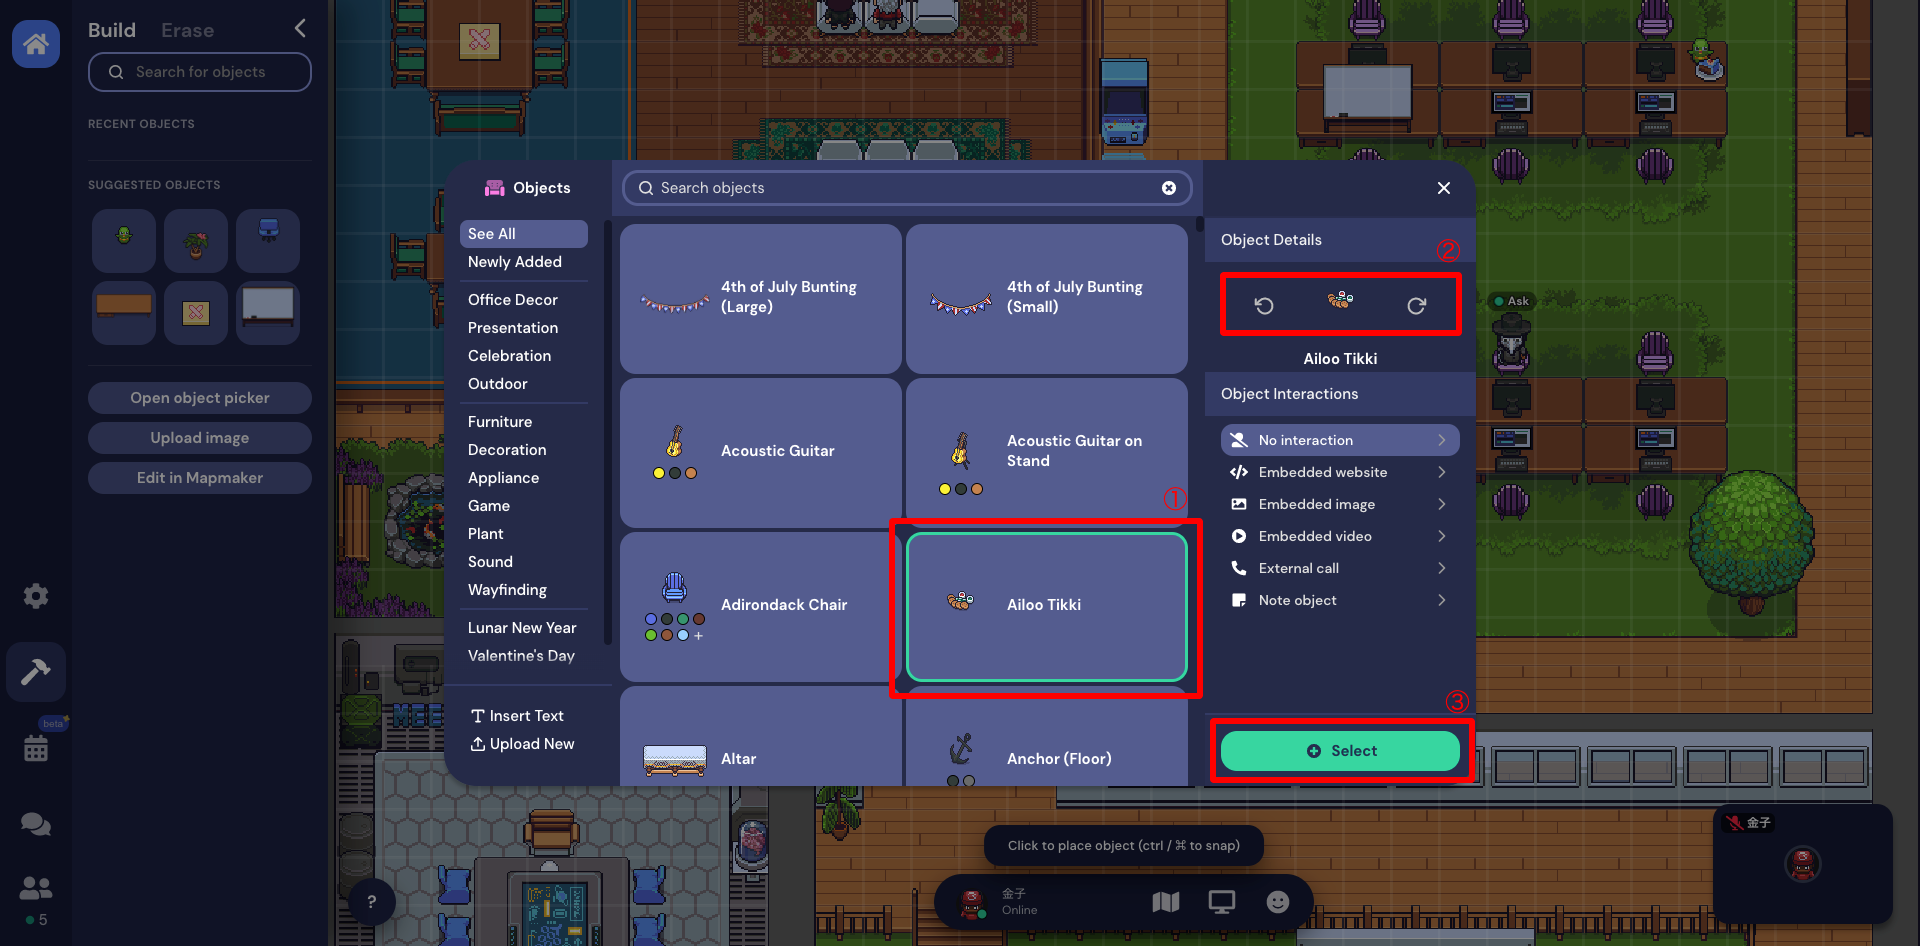 Build Erase
Search for objects
RECENT OBJECTS
SUGGESTED OBJECTS
Open object picker
Upload image
Edit in Mapmaker
beta
5
?
Objects
See All
Newly Added
Office Decor
Presentation
Celebration
Outdoor
Furniture
Decoration
Appliance
Game
Plant
Sound
Wayfinding
Lunar New Year
Valentine's Day
Insert Text
Upload New
Search objects
4th of July Bunting
(Large)
4th of July Bunting
(Small)
Acoustic Guitar
Acoustic Guitar on
Stand
①
Adirondack Chair
+
Ailoo Tikki
Altar
Anchor (Floor)
Object Details
②
Ailoo Tikki
Object Interactions
No interaction
Embedded website
Embedded image
Embedded video
External call
Note object
③
Select
Ask
MEE
Click to place object (ctrl / ⌘ to snap)
金子
Online
金子